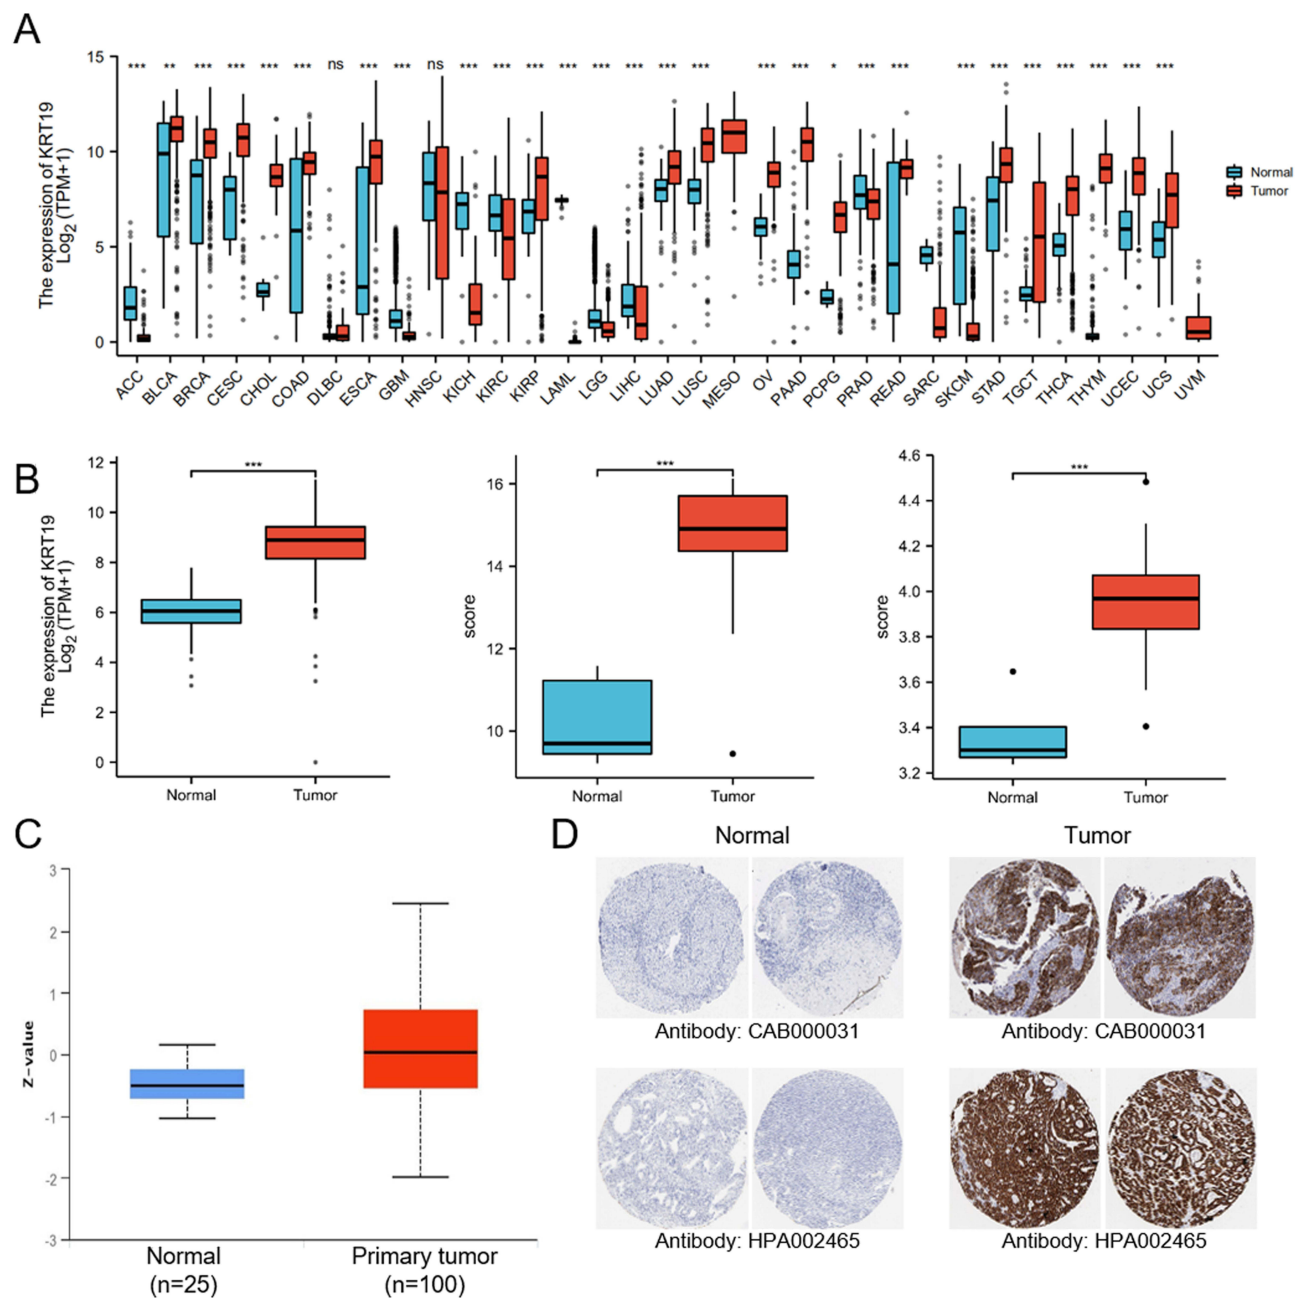 A
The expression of KRT19
Log2 (TPM+1)
15
10
5
0
*** ** *** *** *** *** ns *** *** ns *** *** *** *** *** *** *** *** *** *** * *** *** *** *** *** *** *** *** ***
Normal
Tumor
ACC BLCA BRCA CESC CHOL COAD DLBC ESCA GBM HNSC KICH KIRC KIRP LAML LGG LIHC LUAD LUSC MESO OV PAAD PCPG PRAD READ SARC SKCM STAD TGCT THCA THYM UCEC UCS UVM
B
The expression of KRT19
Log2 (TPM+1)
12
10
8
6
4
2
0
***
Normal Tumor
score
16
14
12
10
***
Normal Tumor
score
4.6
4.4
4.2
4.0
3.8
3.6
3.4
3.2
***
Normal Tumor
C
Z-value
3
2
1
0
-1
-2
-3
Normal
(n=25)
Primary tumor
(n=100)
D
Normal Tumor
Antibody: CAB000031 Antibody: CAB000031
Antibody: HPA002465 Antibody: HPA002465